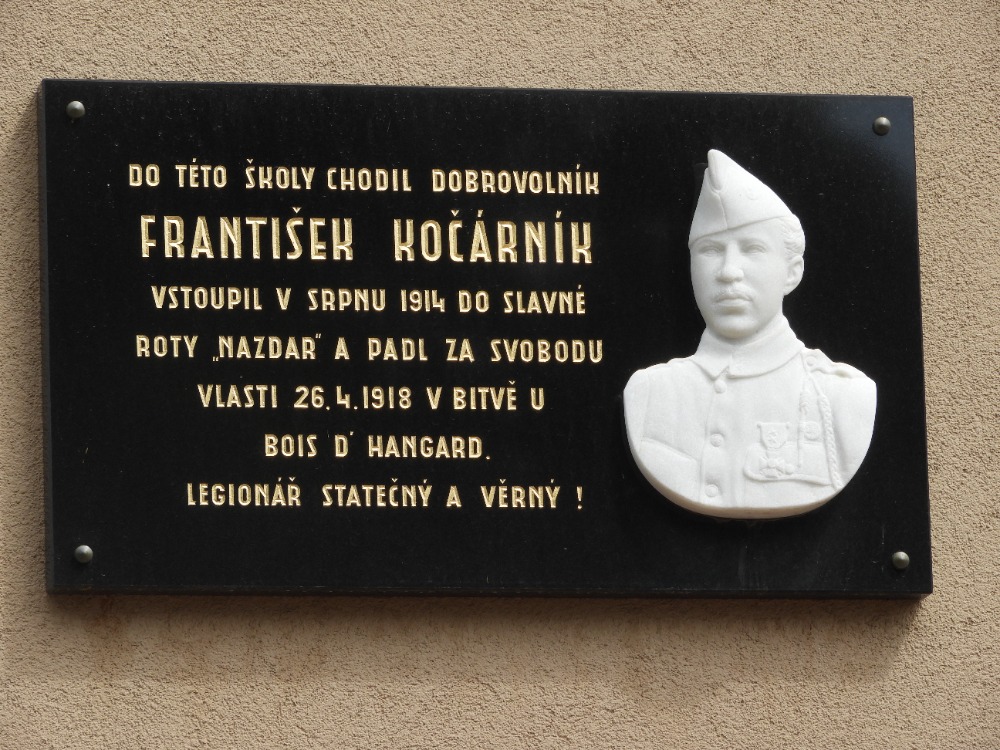 DO TÉTO ŠKOLY CHODIL DOBROVOLNÍK
FRANTIŠEK KOČÁRNÍK
VSTOUPIL V SRPNU 1914 DO SLAVNÉ
ROTY „NAZDAR" A PADL ZA SVOBODU
VLASTI 26.4.1918 V BITVĚ U
BOIS D' HANGARD.
LEGIONÁŘ STATEČNÝ A VĚRNÝ !